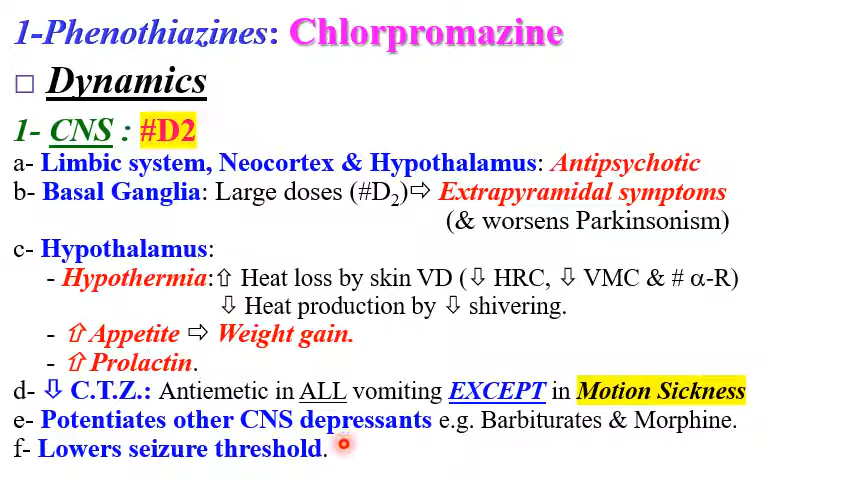 1-Phenothiazines: Chlorpromazine
□ Dynamics
1- CNS : #D2
a- Limbic system, Neocortex & Hypothalamus: Antipsychotic
b- Basal Ganglia: Large doses (#D₂)⇨ Extrapyramidal symptoms
(& worsens Parkinsonism)
c- Hypothalamus:
- Hypothermia:⇧ Heat loss by skin VD (⇩ HRC, ⇩ VMC & # α-R)
⇩ Heat production by ⇩ shivering.
- ⇧Appetite ⇨ Weight gain.
- ⇧Prolactin.
d- ⇩ C.T.Z.: Antiemetic in ALL vomiting EXCEPT in Motion Sickness
e- Potentiates other CNS depressants e.g. Barbiturates & Morphine.
f- Lowers seizure threshold.